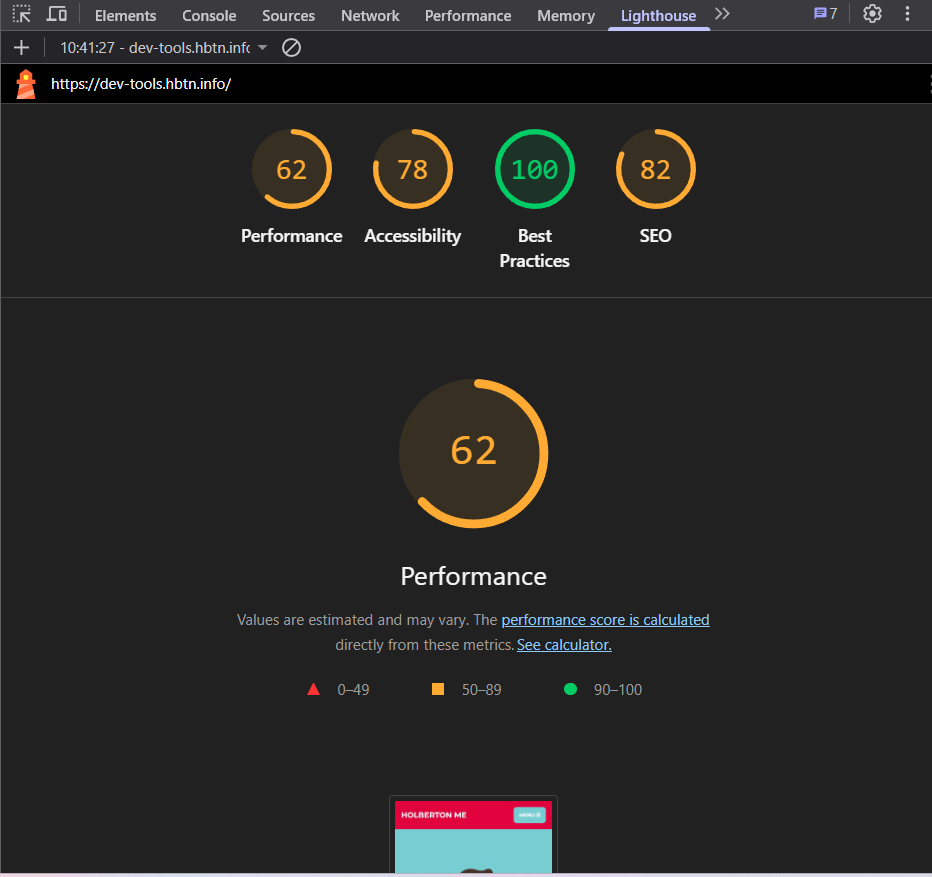 Elements Console Sources Network Performance Memory Lighthouse 7
10:41:27 - dev-tools.hbtn.info
https://dev-tools.hbtn.info/
62 78 100 82
Performance Accessibility Best Practices SEO
62
Performance
Values are estimated and may vary. The performance score is calculated
directly from these metrics. See calculator.
0–49 50–89 90–100
HOLBERTON ME MENU